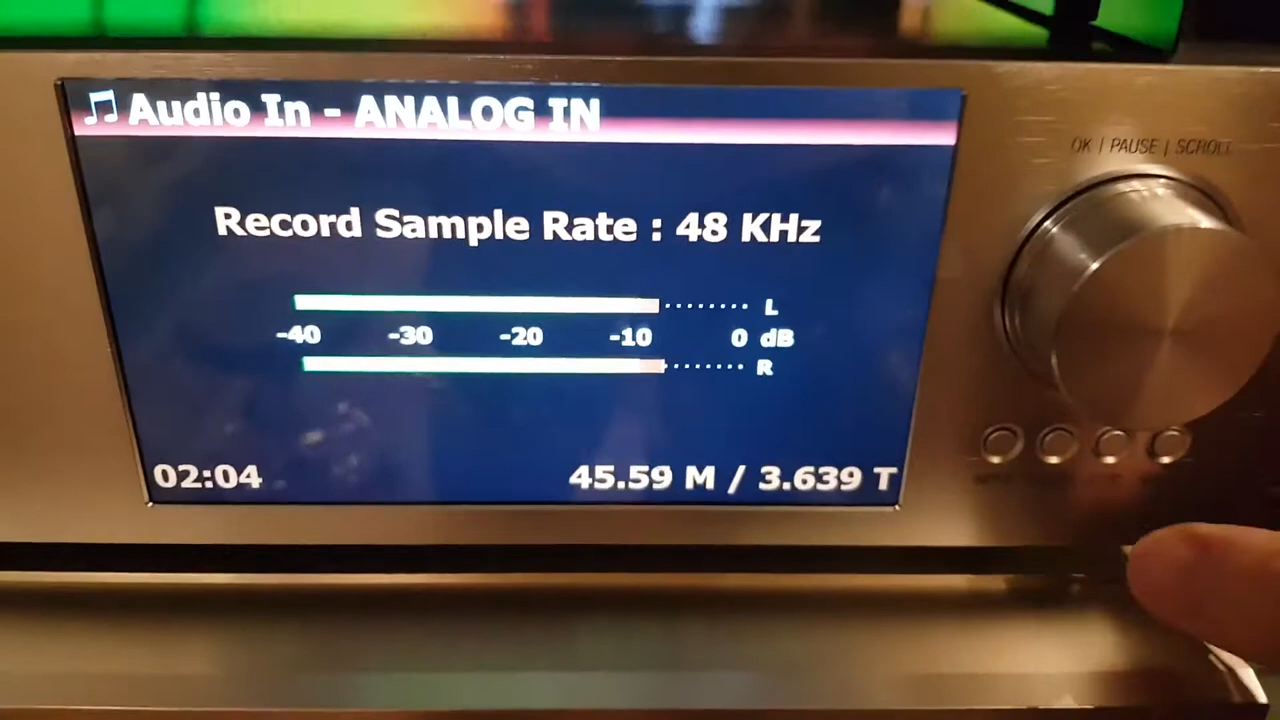 Audio In - ANALOG IN
OK | PAUSE | SCROLL
Record Sample Rate : 48 KHz
L
-40 -30 -20 -10 0 dB
R
02:04 45.59 M / 3.639 T